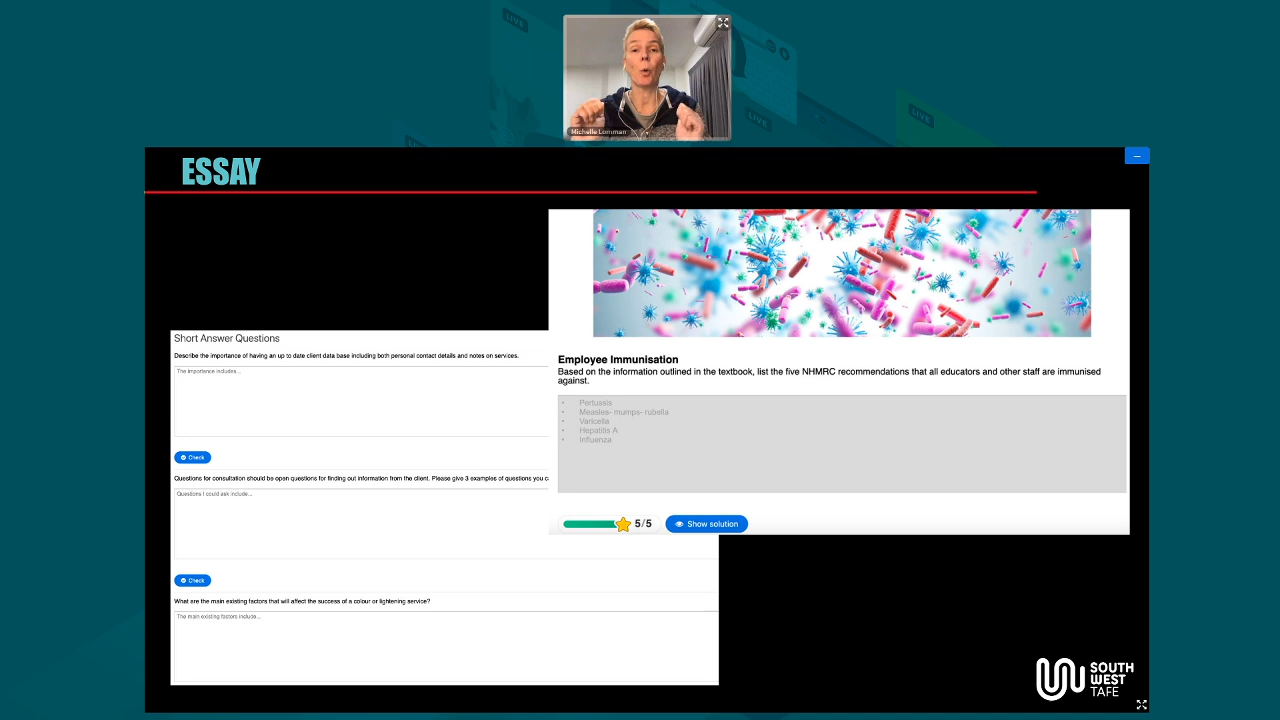 LIVE
LIVE
LIVE
Michelle Lomman
ESSAY
Short Answer Questions
Describe the importance of having an up to date client data base including both personal contact details and notes on services.
The importance includes...
Check
Questions for consultation should be open questions for finding out information from the client. Please give 3 examples of questions you c
Questions I could ask include...
Check
What are the main existing factors that will affect the success of a colour or lightening service?
The main existing factors include...
Employee Immunisation
Based on the information outlined in the textbook, list the five NHMRC recommendations that all educators and other staff are immunised
against.
• Pertussis
• Measles- mumps- rubella
• Varicella
• Hepatitis A
• Influenza
5/5
Show solution
SOUTH
WEST
TAFE